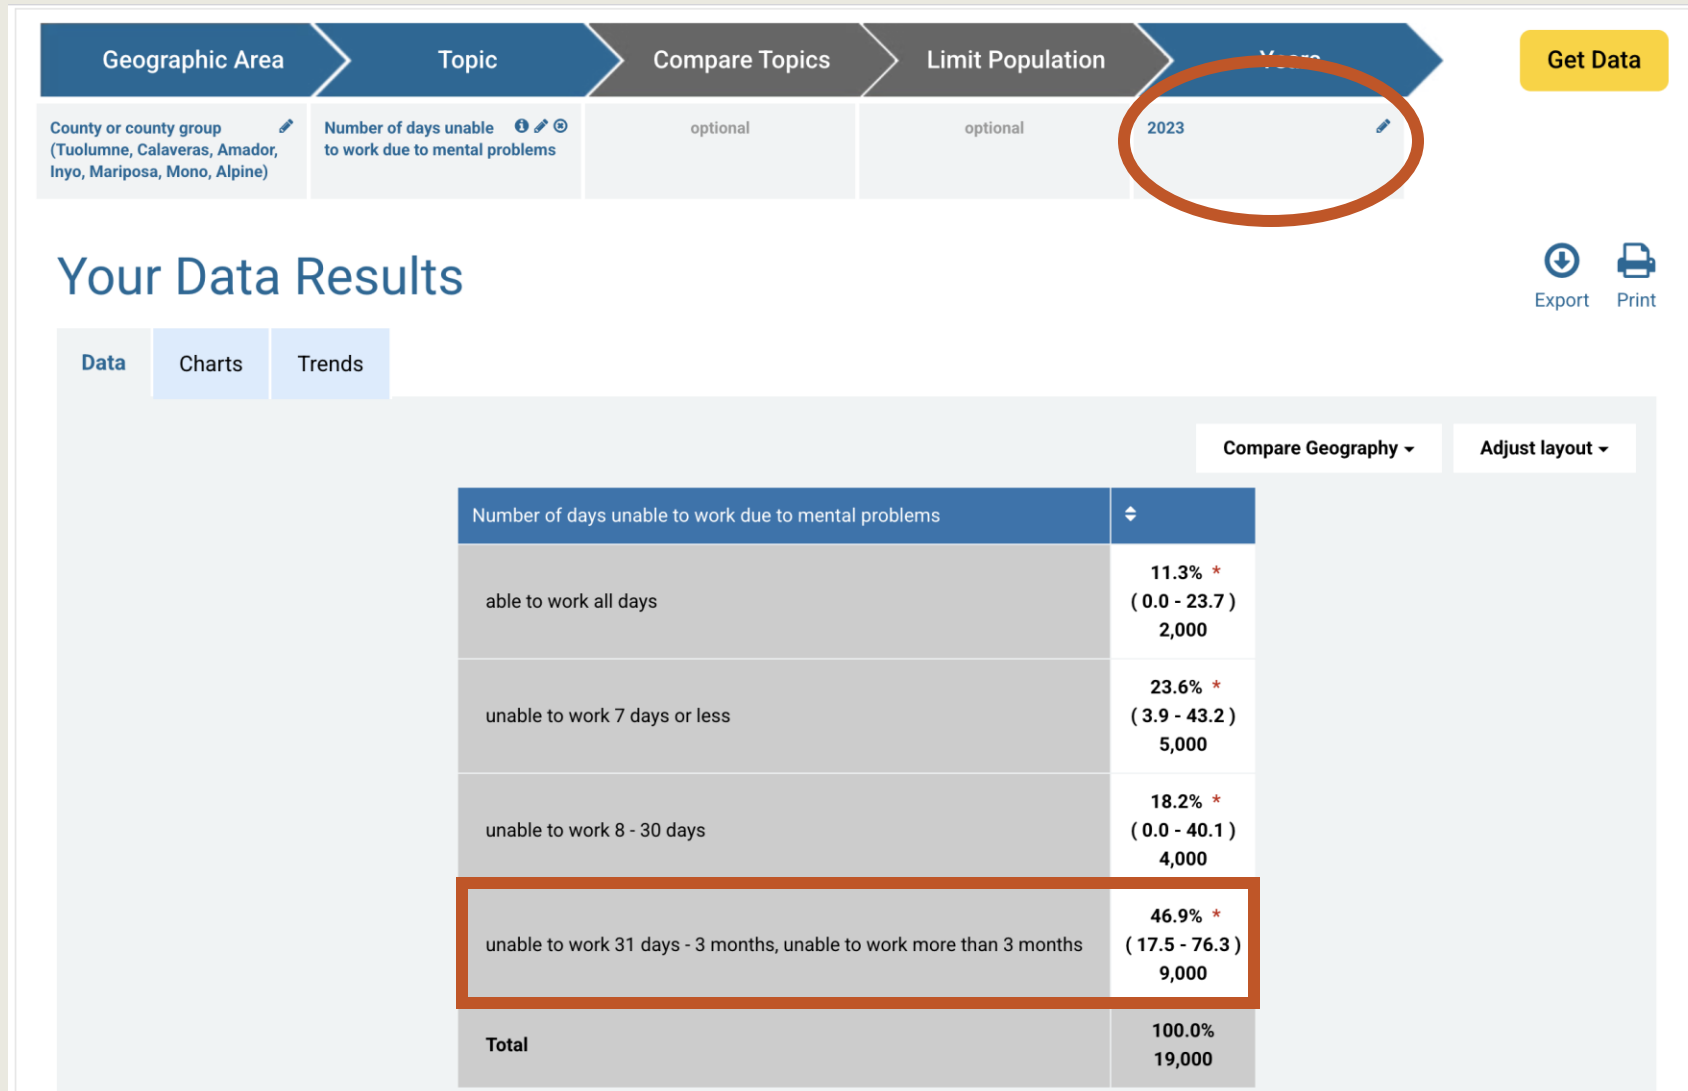 Geographic Area
Topic
Compare Topics
Limit Population
Years
Get Data
County or county group
(Tuolumne, Calaveras, Amador,
Inyo, Mariposa, Mono, Alpine)
Number of days unable
to work due to mental problems
optional
optional
2023
Your Data Results
Export
Print
Data
Charts
Trends
Compare Geography
Adjust layout
Number of days unable to work due to mental problems
able to work all days
11.3% *
( 0.0 - 23.7 )
2,000
unable to work 7 days or less
23.6% *
( 3.9 - 43.2 )
5,000
unable to work 8 - 30 days
18.2% *
( 0.0 - 40.1 )
4,000
unable to work 31 days - 3 months, unable to work more than 3 months
46.9% *
( 17.5 - 76.3 )
9,000
Total
100.0%
19,000